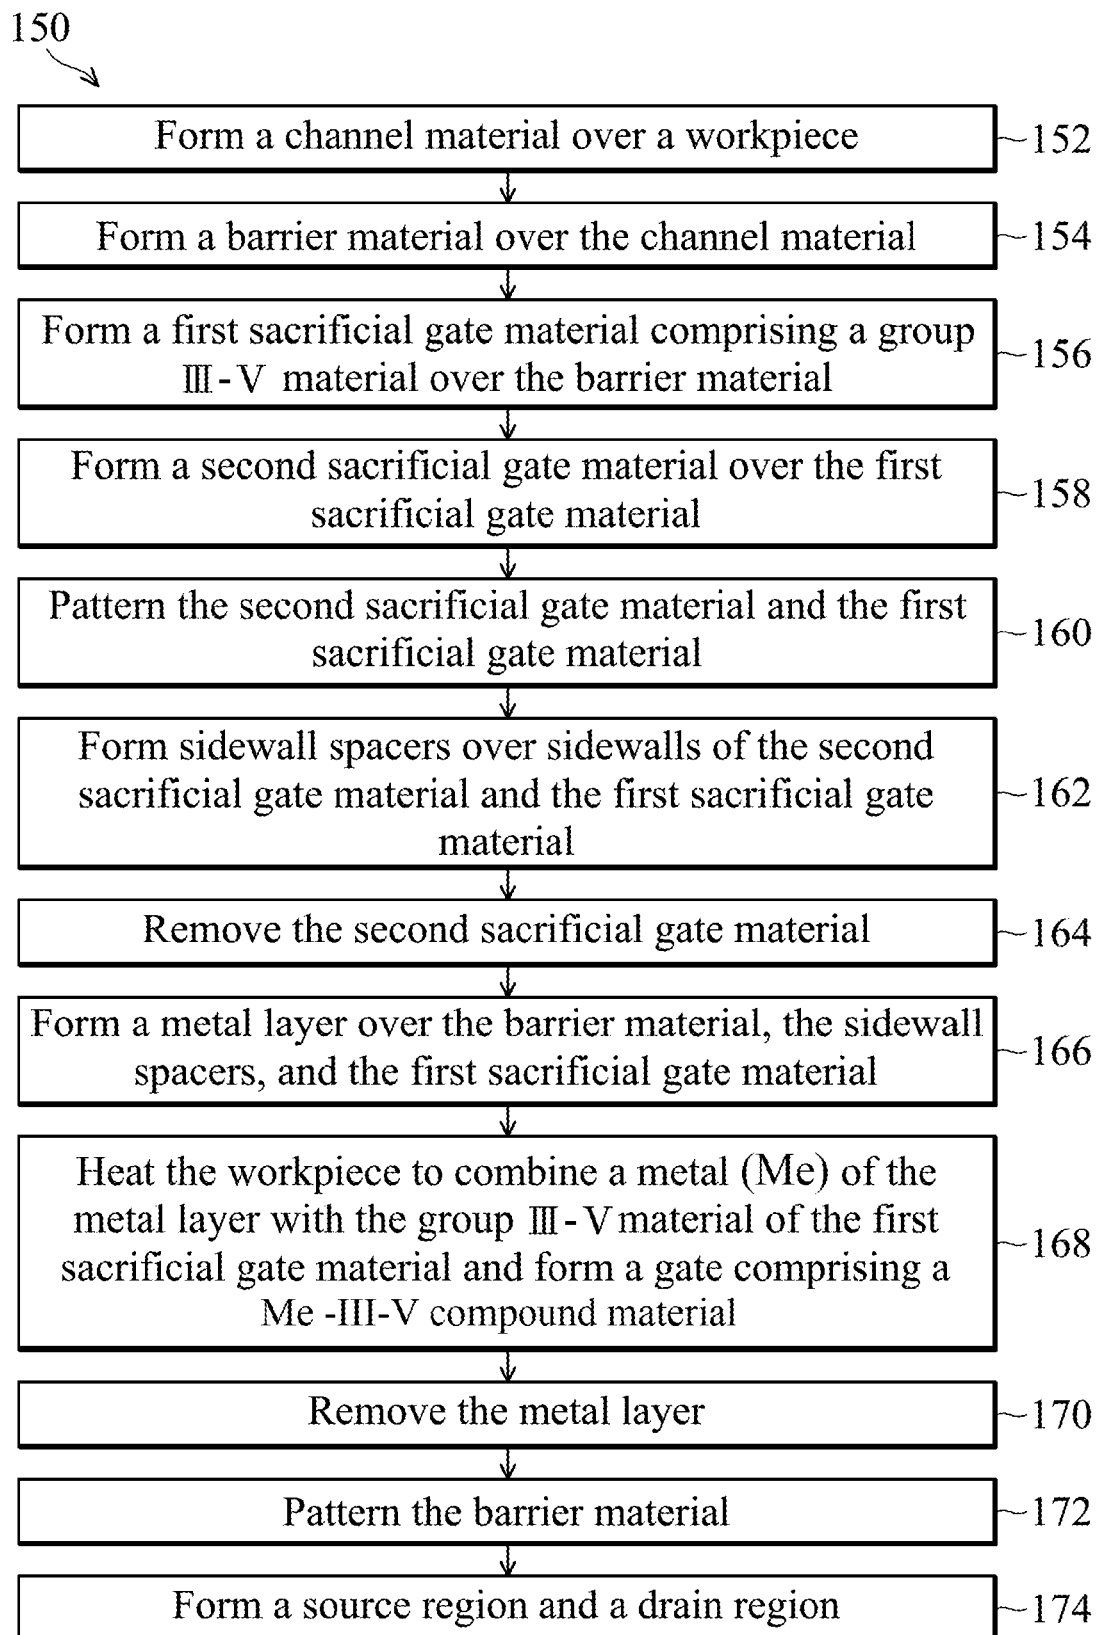 150
Form a channel material over a workpiece
152
Form a barrier material over the channel material
154
Form a first sacrificial gate material comprising a group
III-V material over the barrier material
156
Form a second sacrificial gate material over the first
sacrificial gate material
158
Pattern the second sacrificial gate material and the first
sacrificial gate material
160
Form sidewall spacers over sidewalls of the second
sacrificial gate material and the first sacrificial gate
material
162
Remove the second sacrificial gate material
164
Form a metal layer over the barrier material, the sidewall
spacers, and the first sacrificial gate material
166
Heat the workpiece to combine a metal (Me) of the
metal layer with the group III-V material of the first
sacrificial gate material and form a gate comprising a
Me -III-V compound material
168
Remove the metal layer
170
Pattern the barrier material
172
Form a source region and a drain region
174